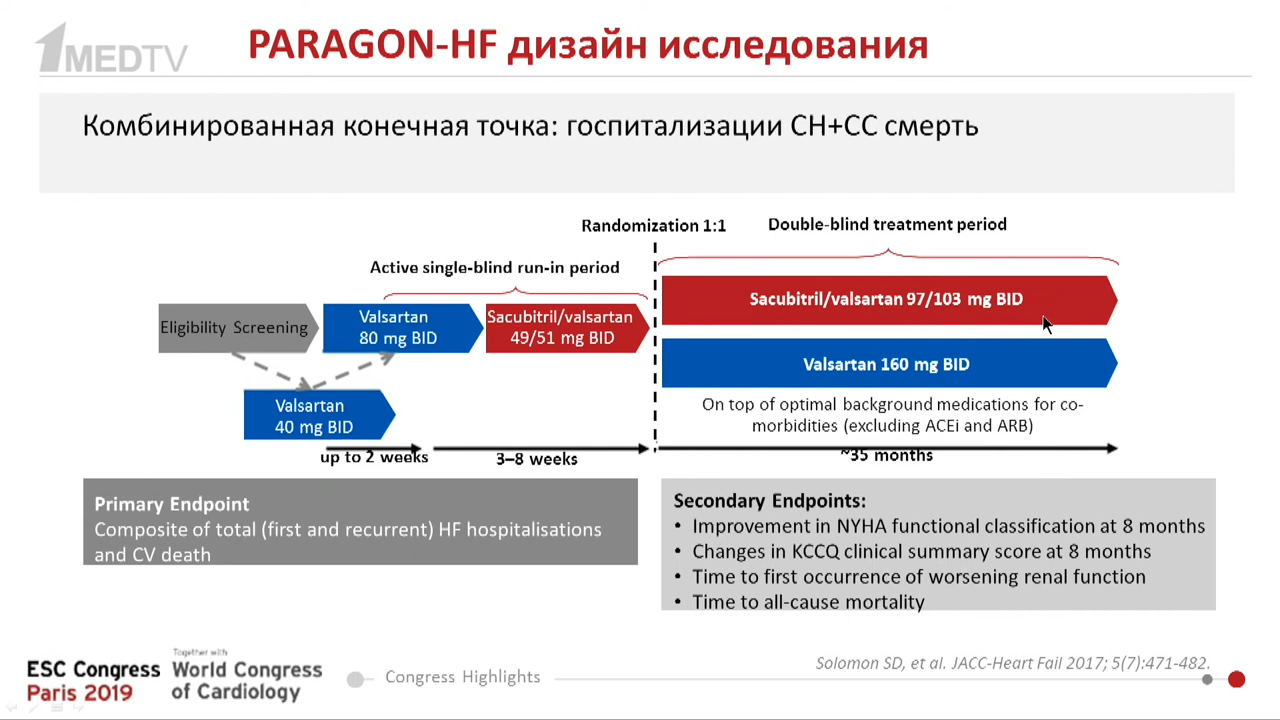 1MEDTV
PARAGON-HF дизайн исследования
Комбинированная конечная точка: госпитализации СН+СС смерть
Randomization 1:1
Double-blind treatment period
Active single-blind run-in period
Eligibility Screening
Valsartan
80 mg BID
Sacubitril/valsartan
49/51 mg BID
Sacubitril/valsartan 97/103 mg BID
Valsartan 160 mg BID
Valsartan
40 mg BID
On top of optimal background medications for co-
morbidities (excluding ACEi and ARB)
up to 2 weeks
3–8 weeks
~35 months
Primary Endpoint
Composite of total (first and recurrent) HF hospitalisations
and CV death
Secondary Endpoints:
• Improvement in NYHA functional classification at 8 months
• Changes in KCCQ clinical summary score at 8 months
• Time to first occurrence of worsening renal function
• Time to all-cause mortality
ESC Congress
Paris 2019
Together with
World Congress
of Cardiology
Congress Highlights
Solomon SD, et al. JACC-Heart Fail 2017; 5(7):471-482.